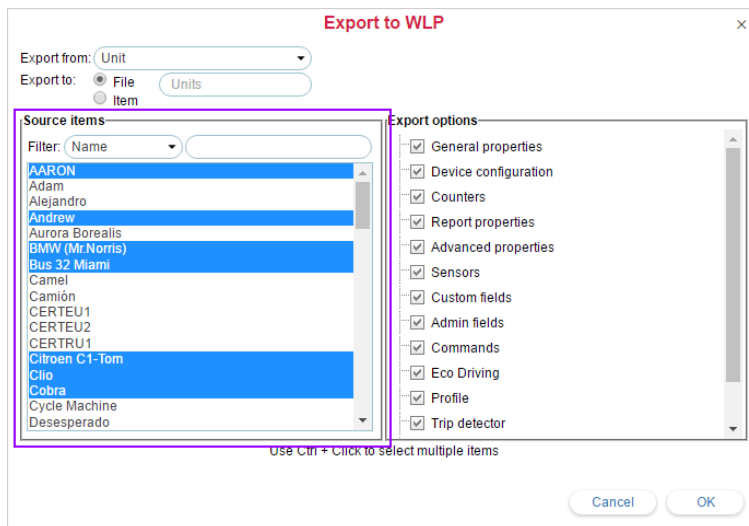 Export to WLP
×
Export from: Unit
Export to: File Units
Item
Source items
Filter: Name
AARON
Adam
Alejandro
Andrew
Aurora Borealis
BMW (Mr.Norris)
Bus 32 Miami
Camel
Camión
CERTEU1
CERTEU2
CERTRU1
Citroen C1-Tom
Clio
Cobra
Cycle Machine
Desesperado
Export options
General properties
Device configuration
Counters
Report properties
Advanced properties
Sensors
Custom fields
Admin fields
Commands
Eco Driving
Profile
Trip detector
Use Ctrl + Click to select multiple items
Cancel OK